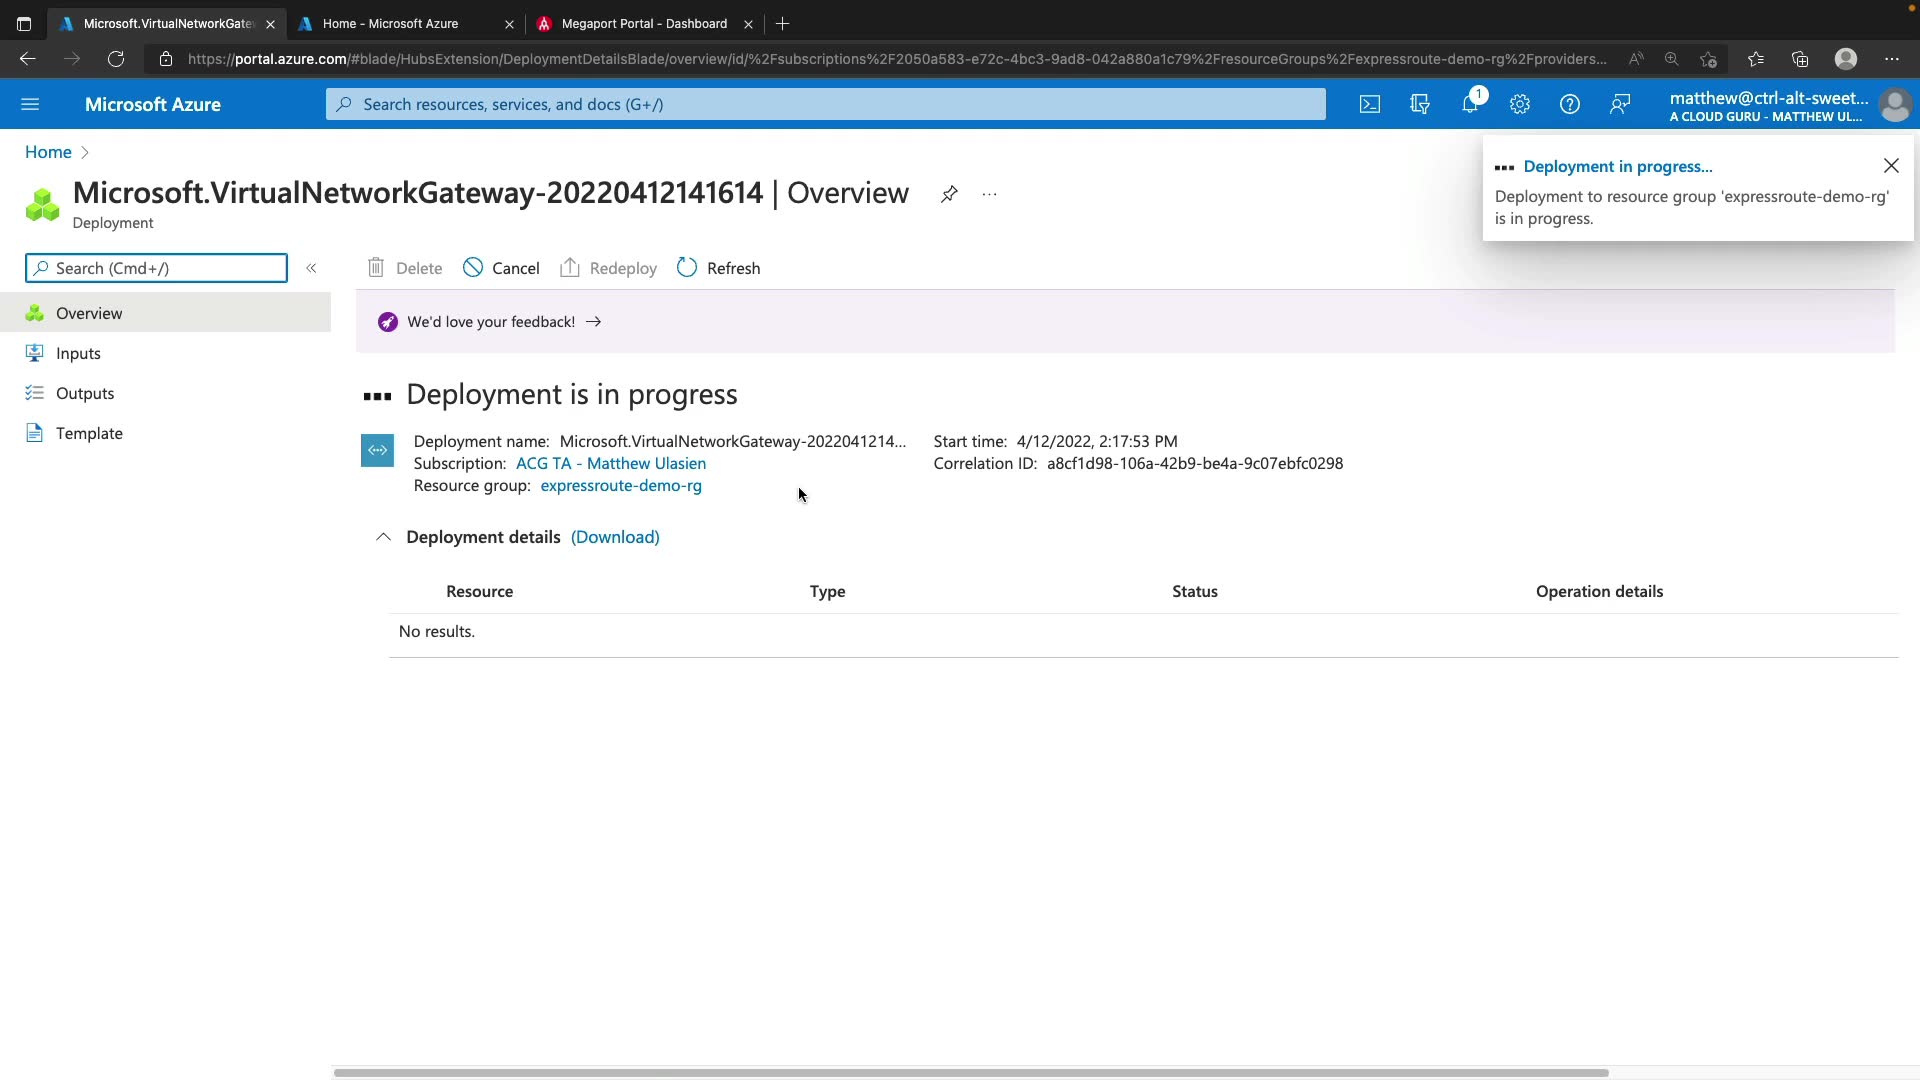 Microsoft.VirtualNetworkGatew
Home - Microsoft Azure
Megaport Portal - Dashboard
https://portal.azure.com/#blade/HubsExtension/DeploymentDetailsBlade/overview/id/%2Fsubscriptions%2F2050a583-e72c-4bc3-9ad8-042a880a1c79%2FresourceGroups%2Fexpressroute-demo-rg%2Fproviders...
Microsoft Azure
Search resources, services, and docs (G+/)
1
matthew@ctrl-alt-sweet...
A CLOUD GURU - MATTHEW UL...
Home
Deployment in progress...
Deployment to resource group 'expressroute-demo-rg'
is in progress.
Microsoft.VirtualNetworkGateway-20220412141614 | Overview
Deployment
Search (Cmd+/)
Delete
Cancel
Redeploy
Refresh
Overview
Inputs
Outputs
Template
We'd love your feedback! →
Deployment is in progress
Deployment name: Microsoft.VirtualNetworkGateway-2022041214...
Subscription: ACG TA - Matthew Ulasien
Resource group: expressroute-demo-rg
Start time: 4/12/2022, 2:17:53 PM
Correlation ID: a8cf1d98-106a-42b9-be4a-9c07ebfc0298
Deployment details (Download)
Resource
Type
Status
Operation details
No results.